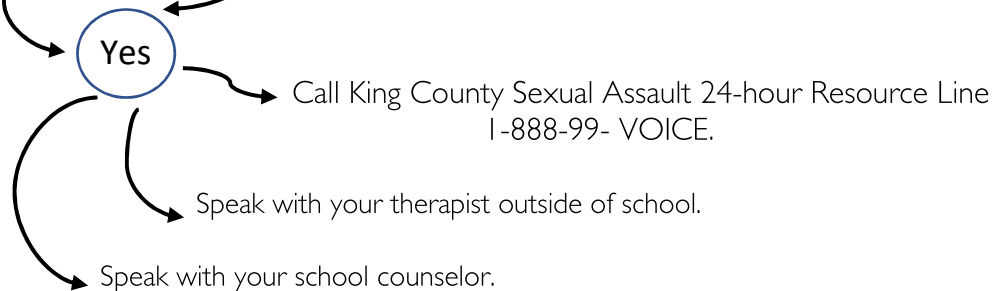 Yes
Call King County Sexual Assault 24-hour Resource Line
1-888-99- VOICE.
Speak with your therapist outside of school.
Speak with your school counselor.